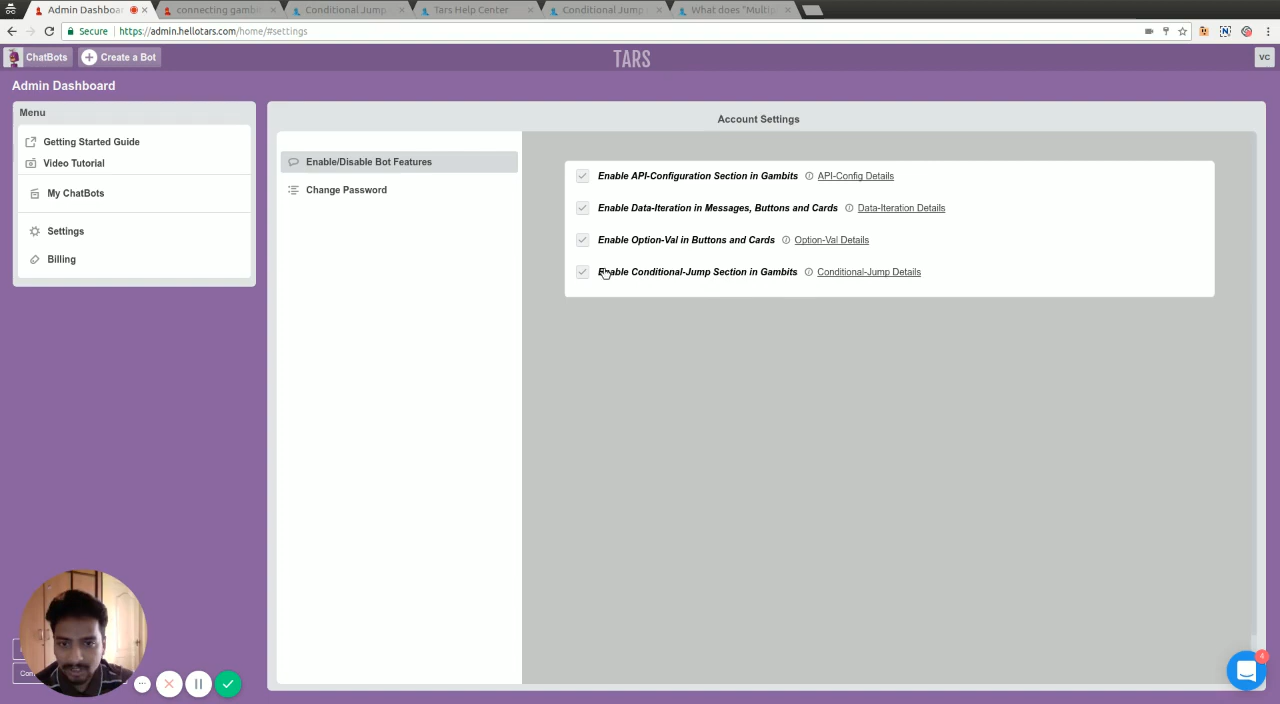 Admin Dashboar
connecting gambi
Conditional Jump
Tars Help Center
Conditional Jump
What does "Multip
Secure https://admin.hellotars.com/home/#settings
ChatBots Create a Bot TARS VC
Admin Dashboard
Menu
Getting Started Guide
Video Tutorial
My ChatBots
Settings
Billing
Account Settings
Enable/Disable Bot Features
Change Password
Enable API-Configuration Section in Gambits API-Config Details
Enable Data-Iteration in Messages, Buttons and Cards Data-Iteration Details
Enable Option-Val in Buttons and Cards Option-Val Details
Enable Conditional-Jump Section in Gambits Conditional-Jump Details
4